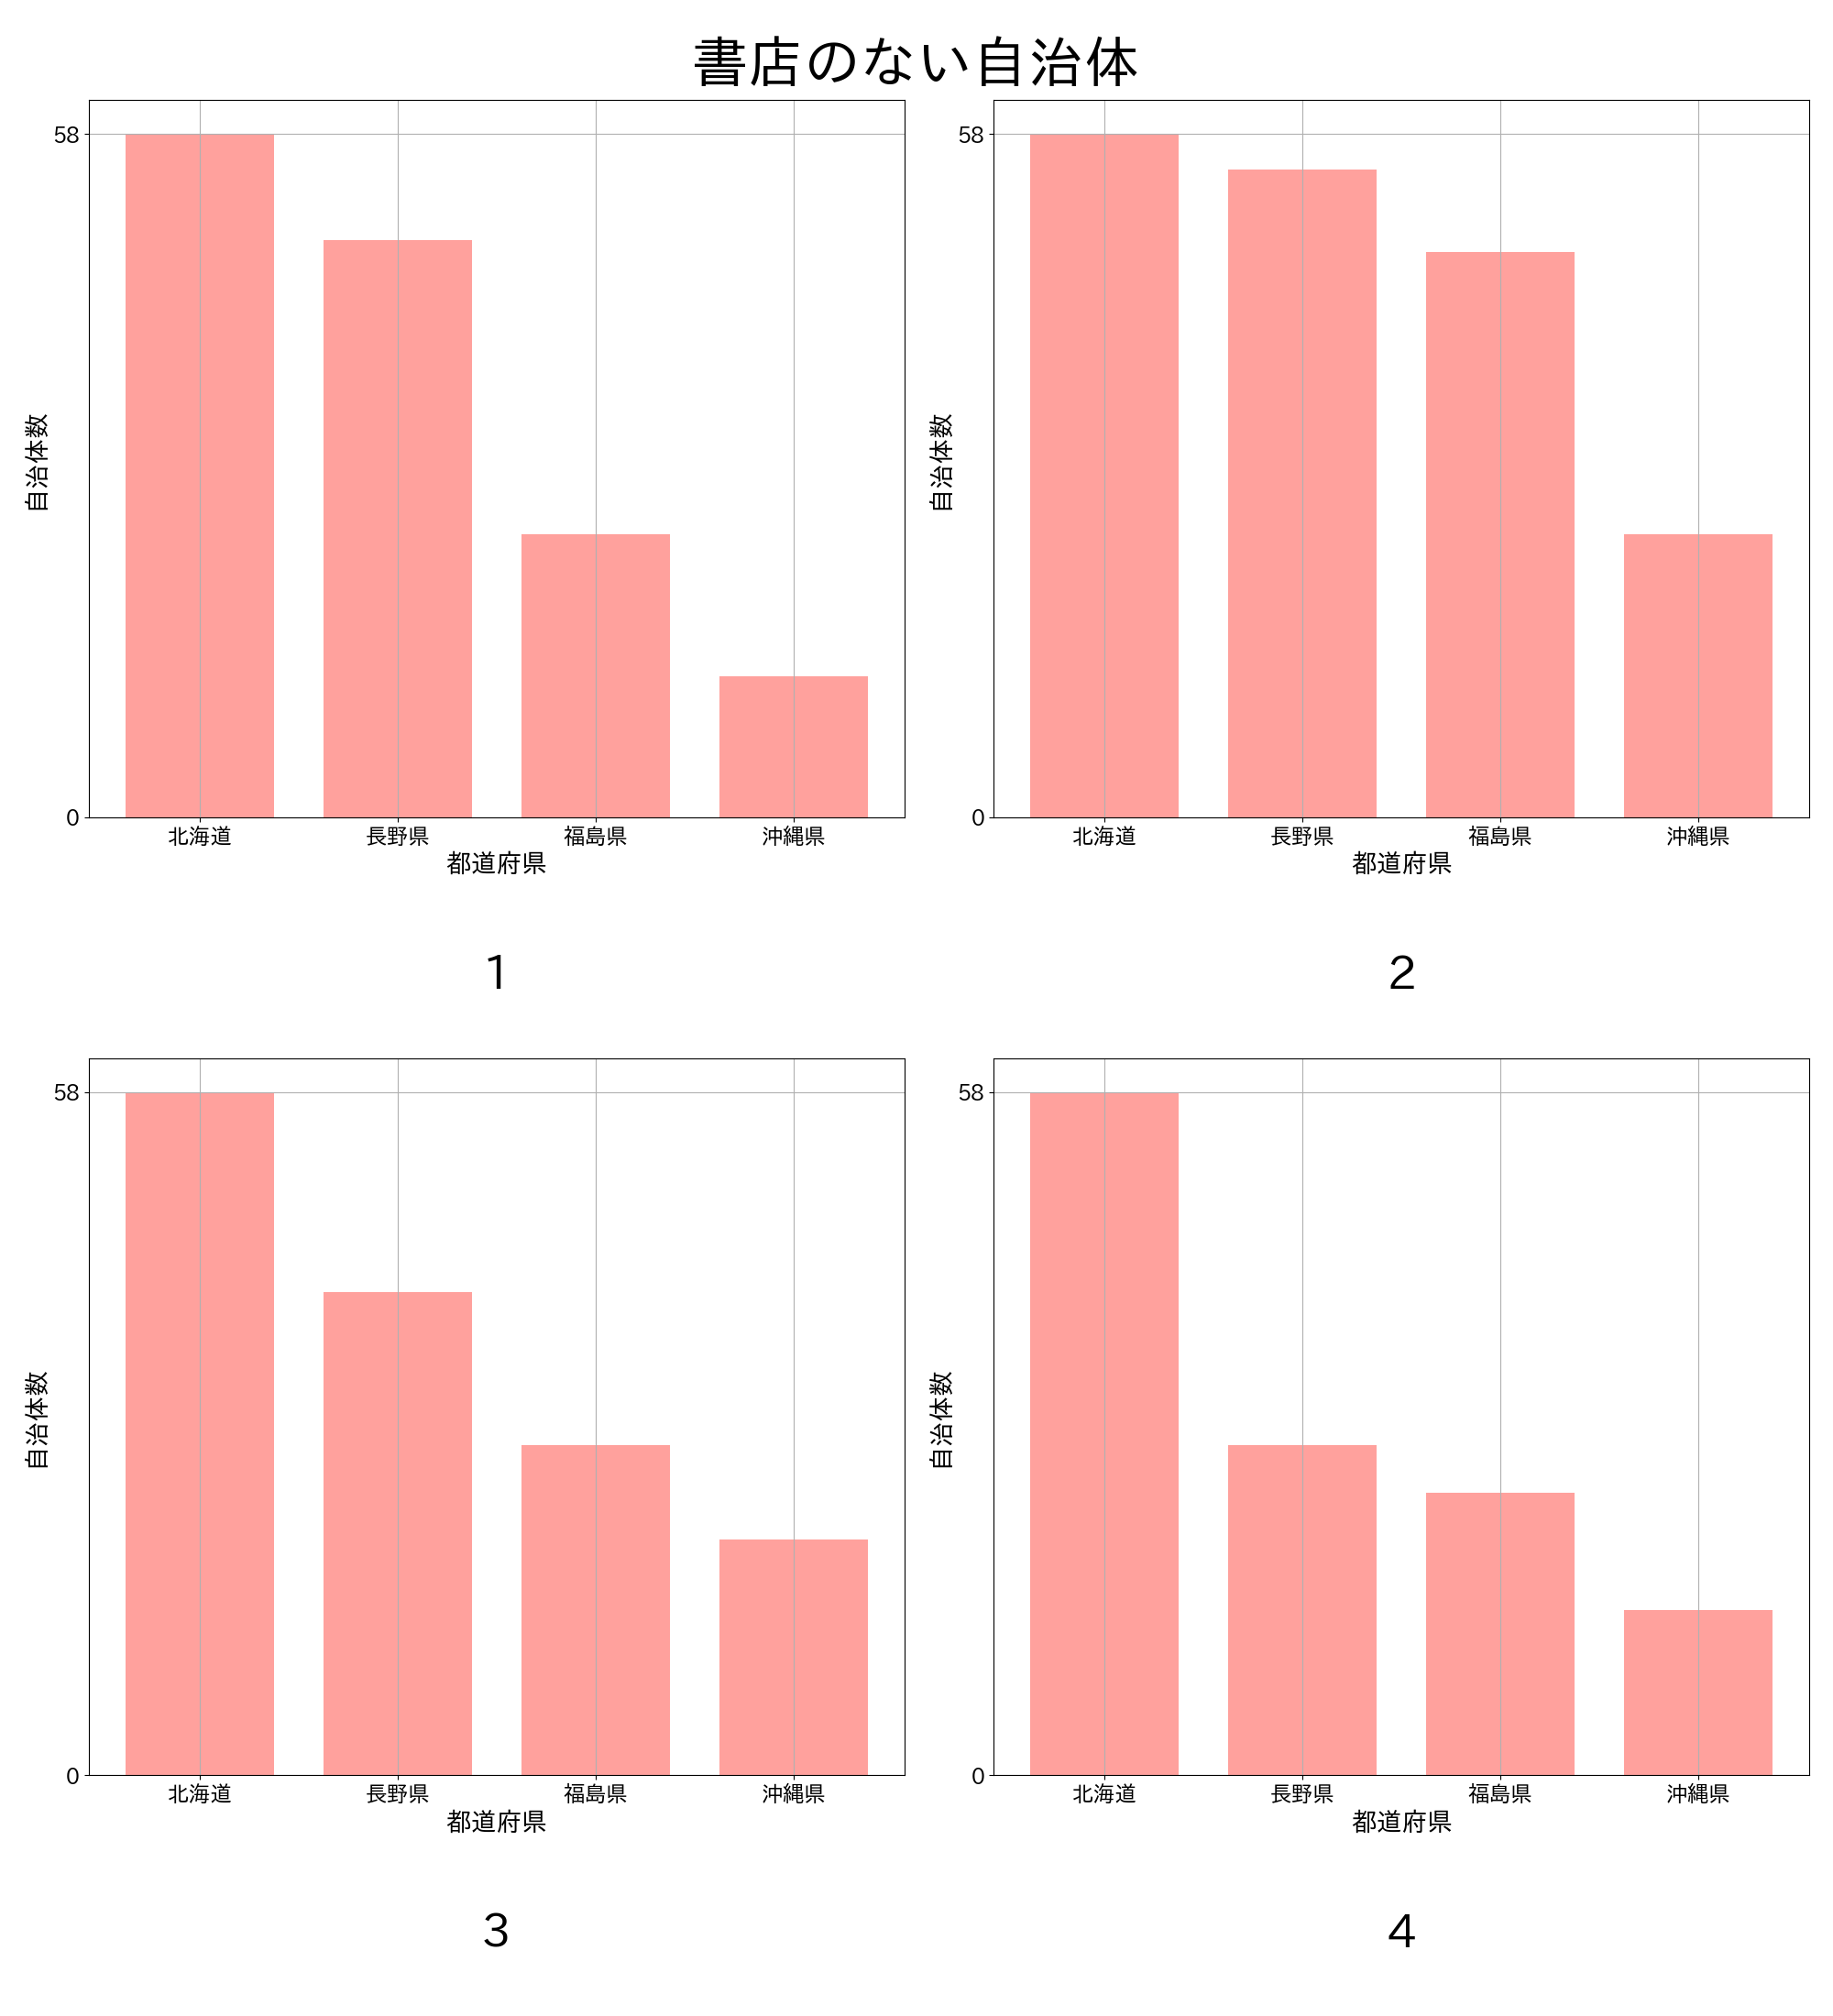 書店のない自治体
58
0
自治体数
北海道 長野県 福島県 沖縄県
都道府県
1
58
0
自治体数
北海道 長野県 福島県 沖縄県
都道府県
2
58
0
自治体数
北海道 長野県 福島県 沖縄県
都道府県
3
58
0
自治体数
北海道 長野県 福島県 沖縄県
都道府県
4